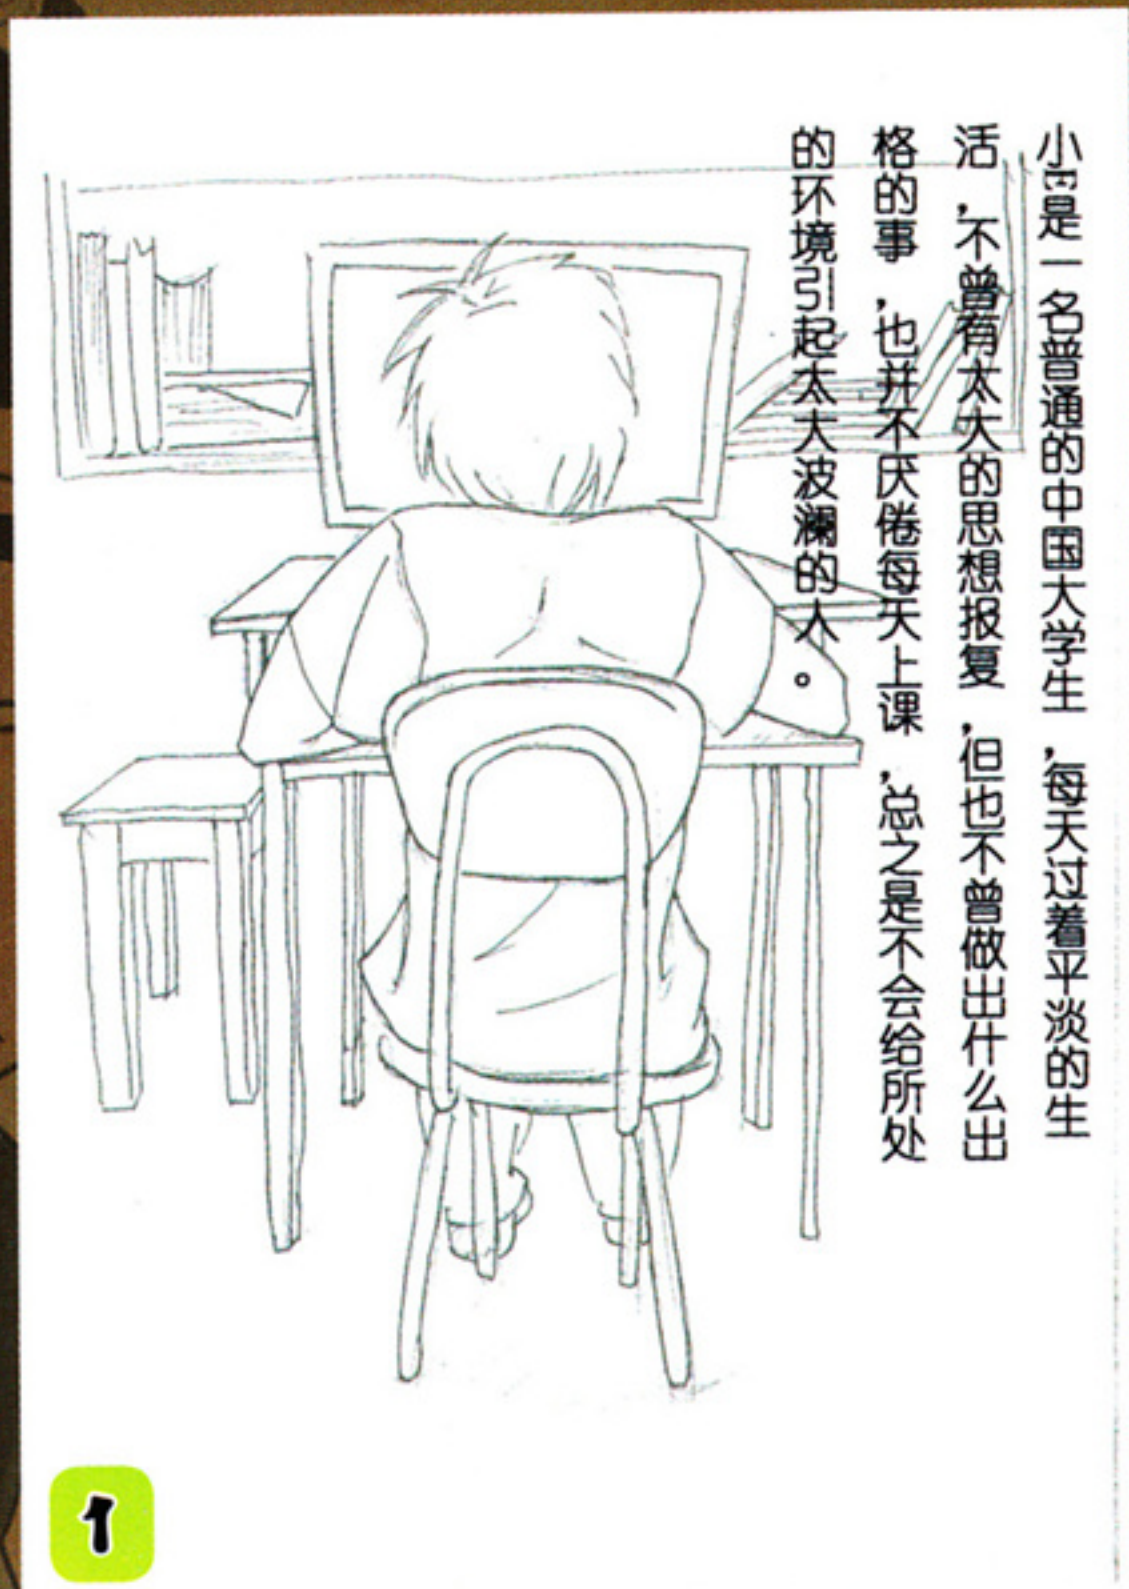 小E是一名普通的中国大学生,每天过着平淡的生
活,不曾有太大的思想报复,但也不曾做出什么出
格的事,也并不厌倦每天上课,总之是不会给所处
的环境引起太大波澜的人。
1